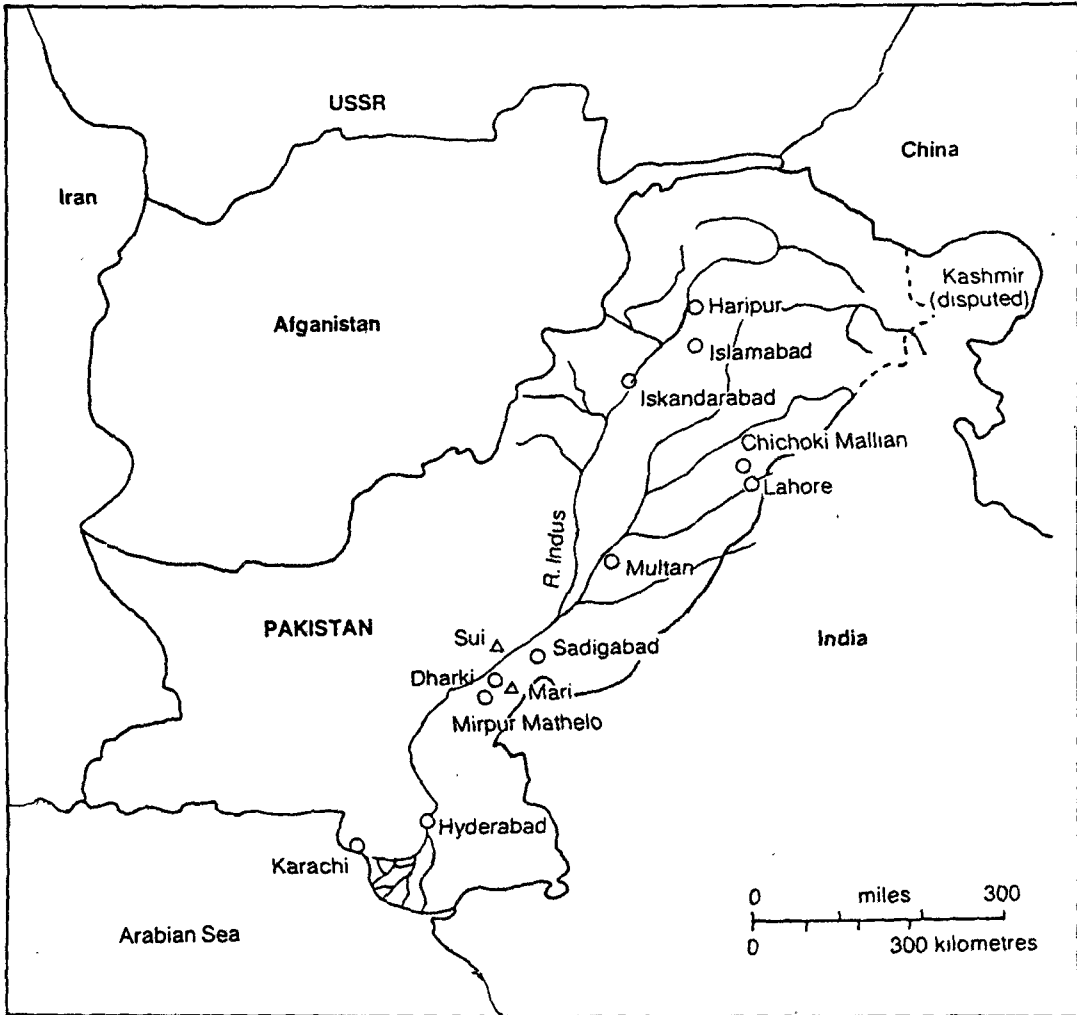 USSR
China
Iran
Kashmir
(disputed)
Haripur
Afganistan
Islamabad
Iskandarabad
Chichoki Mallian
Lahore
R. Indus
Multan
PAKISTAN
Sui
Sadigabad
India
Dharki
Mari
Mirpur Mathelo
Hyderabad
Karachi
0 miles 300
Arabian Sea
0 300 kilometres